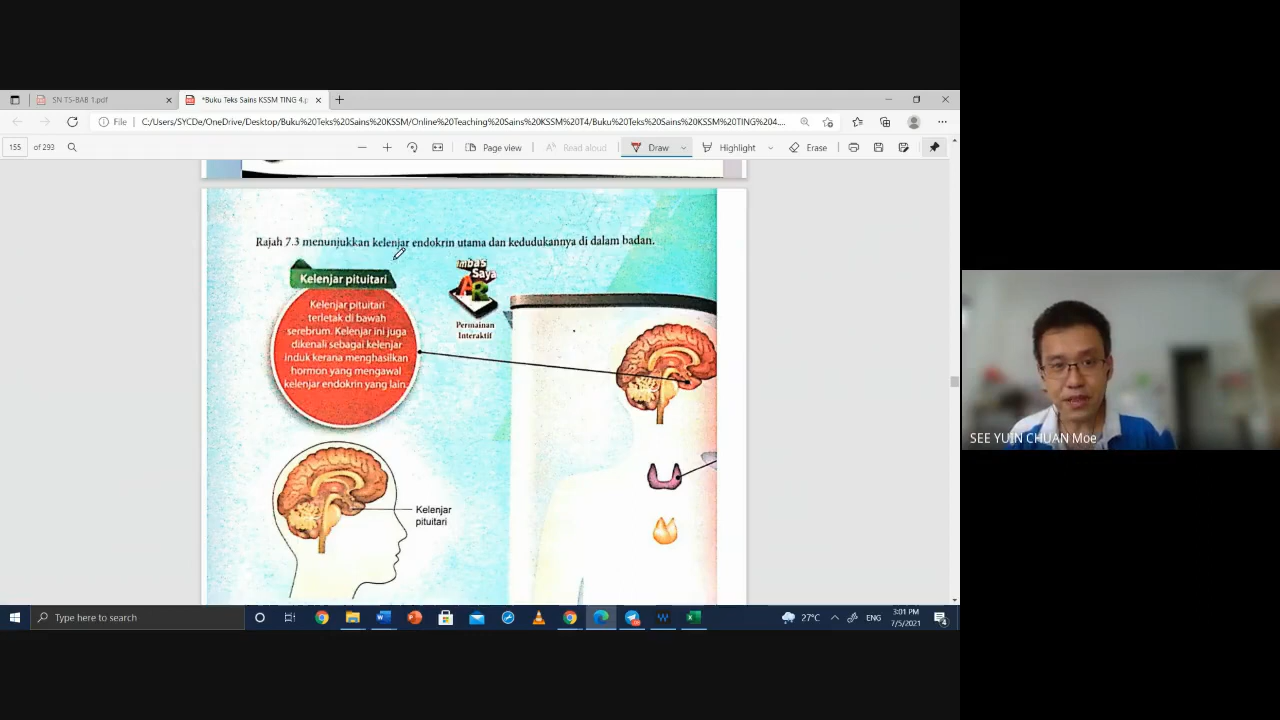 SN T5-BAB 1.pdf
*Buku Teks Sains KSSM TING 4.p
File
C:/Users/SYCDe/OneDrive/Desktop/Buku%20Teks%20Sains%20KSSM/Online%20Teaching%20Sains%20KSSM%20T4/Buku%20Teks%20Sains%20KSSM%20TING%204....
155 of 293
Page view
Read aloud
Draw
Highlight
Erase
Rajah 7.3 menunjukkan kelenjar endokrin utama dan kedudukannya di dalam badan.
Kelenjar pituitari
Kelenjar pituitari
terletak di bawah
serebrum. Kelenjar ini juga
dikenali sebagai kelenjar
induk kerana menghasilkan
hormon yang mengawal
kelenjar endokrin yang lain.
Imbas
Saya
AR
Permainan
Interaktif
Kelenjar
pituitari
SEE YUIN CHUAN Moe
Type here to search
27°C
ENG
3:01 PM
7/5/2021
4